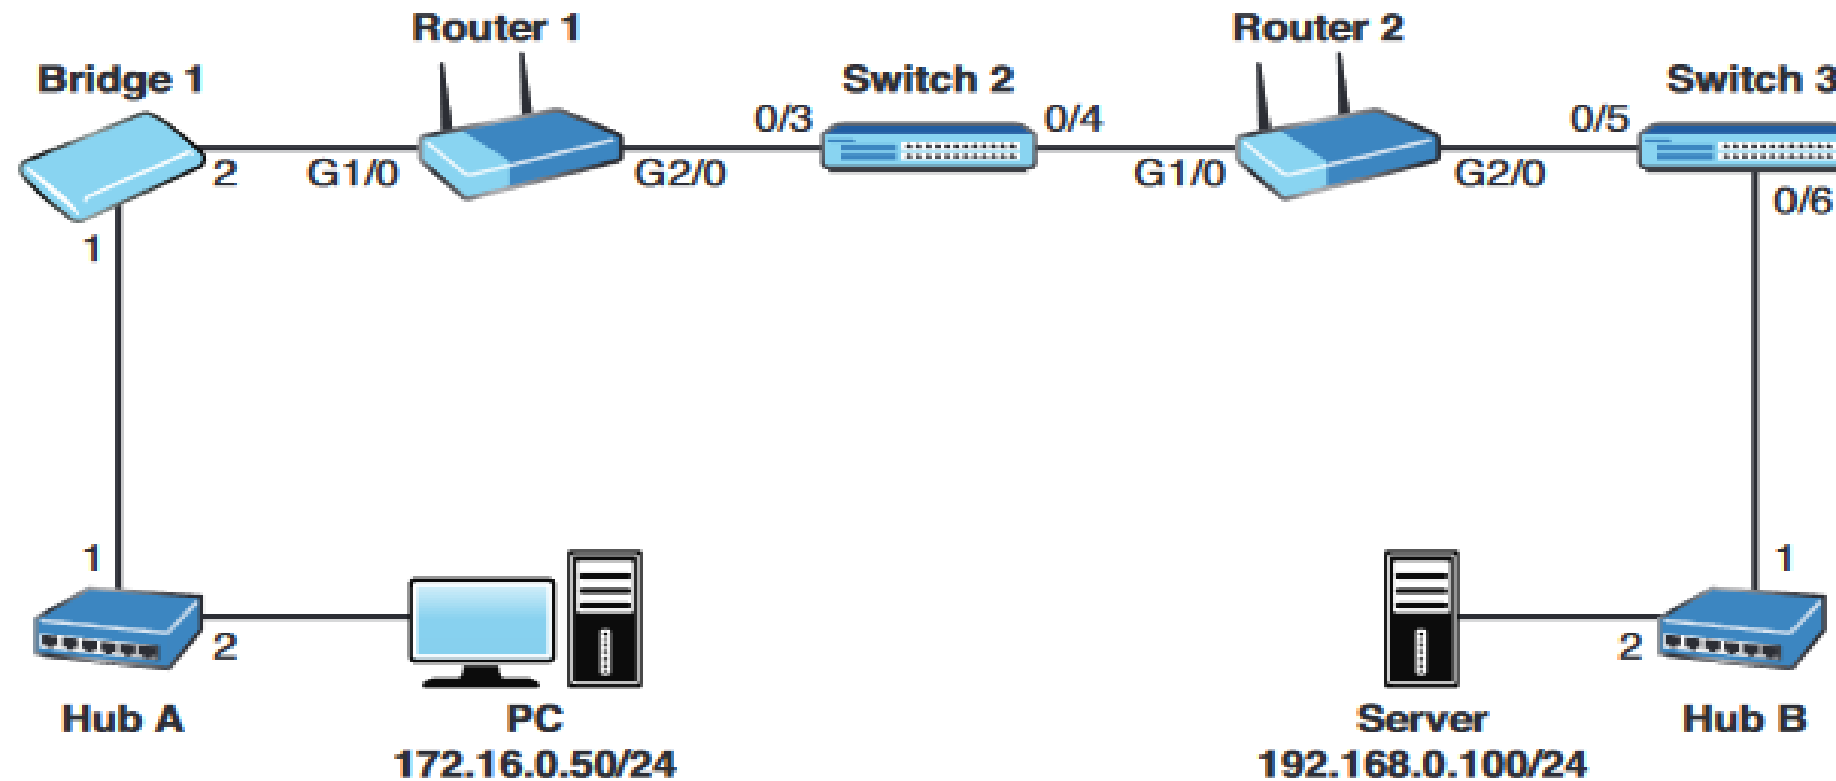 Router 1
Router 2
Bridge 1
Switch 2
Switch 3
0/3
0/4
0/5
2
G1/0
G2/0
G1/0
G2/0
0/6
1
1
1
2
2
Hub A
PC
Server
Hub B
172.16.0.50/24
192.168.0.100/24